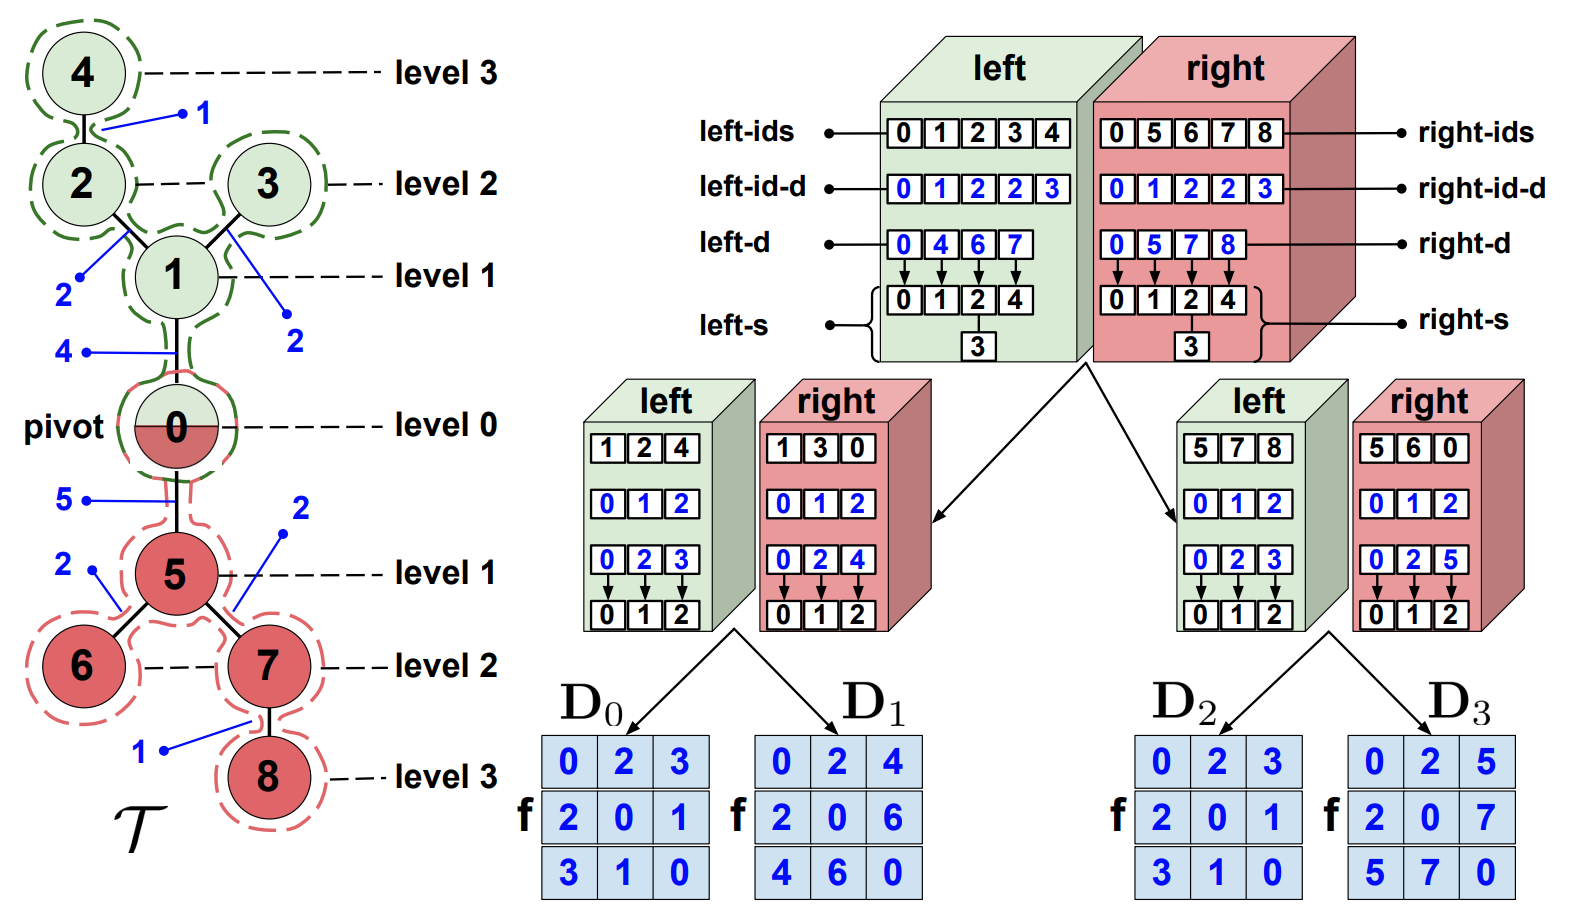 4
level 3
1
2
3
level 2
1
level 1
2
2
4
pivot
0
level 0
5
2
2
5
level 1
6
7
level 2
1
8
level 3
𝒯
left
right
left-ids
0 1 2 3 4
0 5 6 7 8
right-ids
left-id-d
0 1 2 2 3
0 1 2 2 3
right-id-d
left-d
0 4 6 7
0 5 7 8
right-d
left-s
0 1 2 4
3
0 1 2 4
3
right-s
left
1 2 4
0 1 2
0 2 3
0 1 2
right
1 3 0
0 1 2
0 2 4
0 1 2
left
5 7 8
0 1 2
0 2 3
0 1 2
right
5 6 0
0 1 2
0 2 5
0 1 2
D₀
0 2 3
f 2 0 1
3 1 0
D₁
0 2 4
f 2 0 6
4 6 0
D₂
0 2 3
f 2 0 1
3 1 0
D₃
0 2 5
f 2 0 7
5 7 0